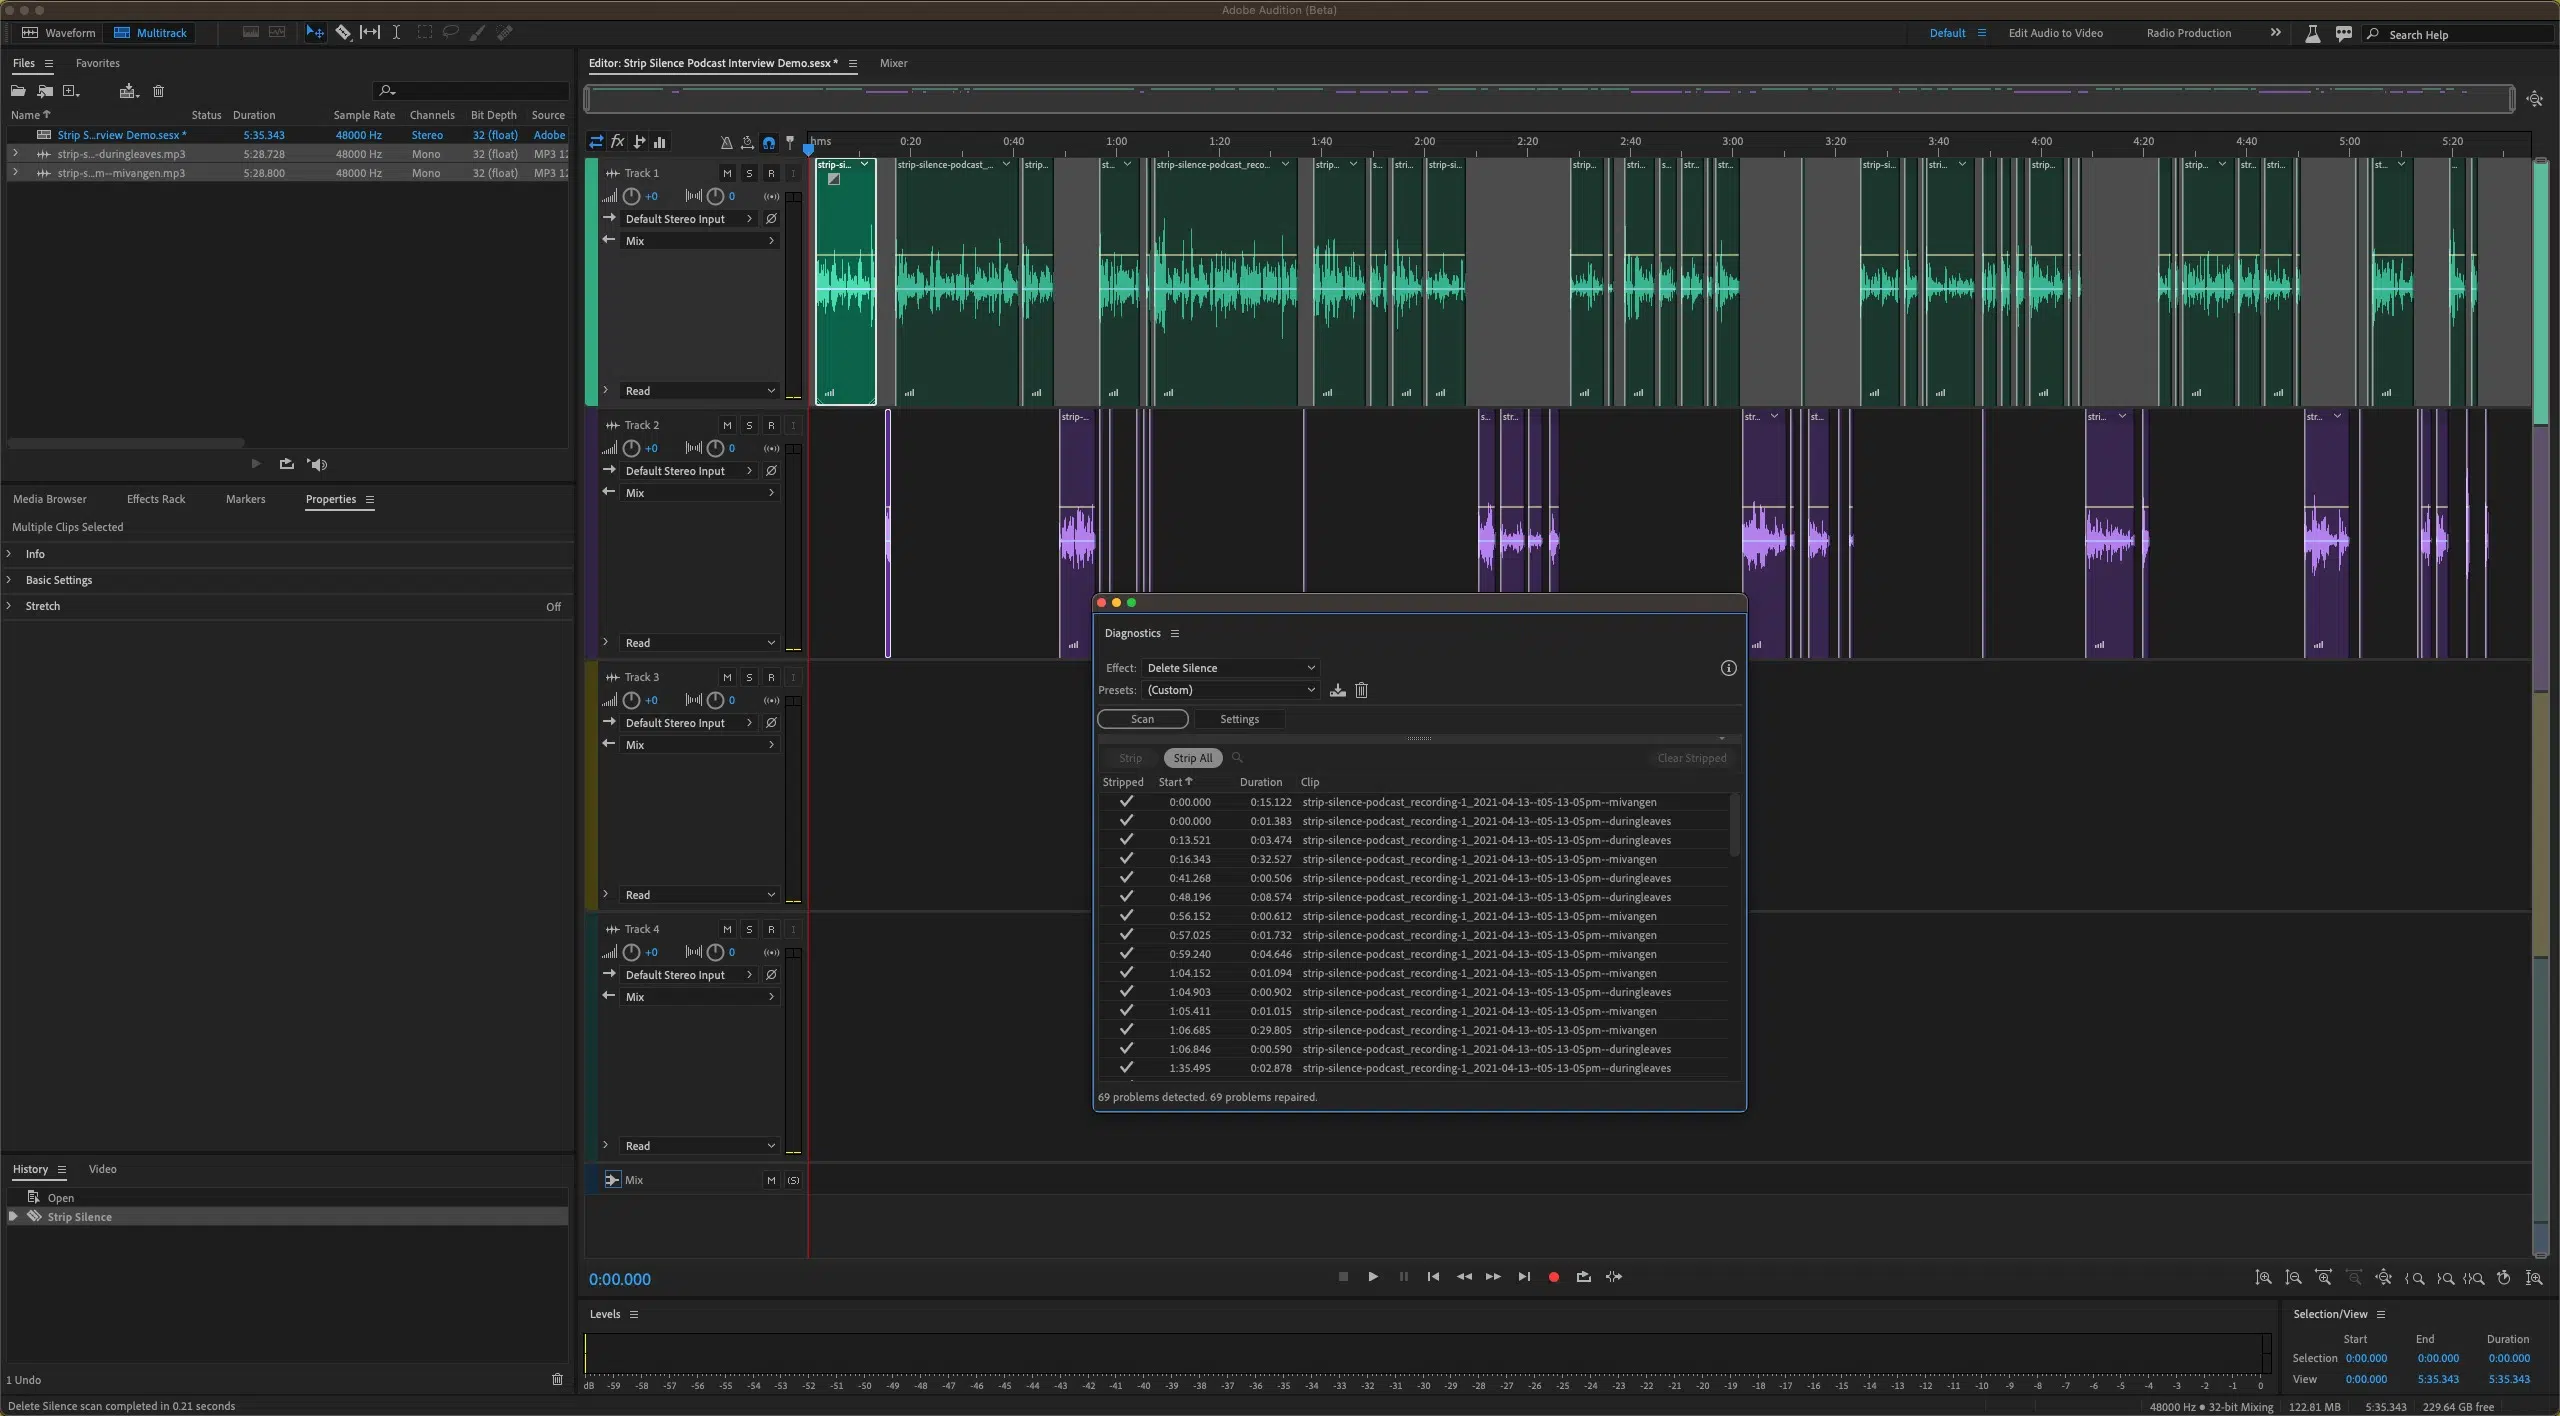 Adobe Audition (Beta)
Waveform Multitrack
Default Edit Audio to Video Radio Production Search Help
Files Favorites
Name Status Duration Sample Rate Channels Bit Depth Source
Strip S...rview Demo.sesx * 5:35.343 48000 Hz Stereo 32 (float) Adobe
strip-s...-duringleaves.mp3 5:28.728 48000 Hz Mono 32 (float) MP3 12
strip-s...m--mivangen.mp3 5:28.800 48000 Hz Mono 32 (float) MP3 12
Media Browser Effects Rack Markers Properties
Multiple Clips Selected
Info
Basic Settings
Stretch Off
History Video
Open
Strip Silence
1 Undo
Delete Silence scan completed in 0.21 seconds
Editor: Strip Silence Podcast Interview Demo.sesx * Mixer
fx hms 0:20 0:40 1:00 1:20 1:40 2:00 2:20 2:40 3:00 3:20 3:40 4:00 4:20 4:40 5:00 5:20
strip-si... strip-silence-podcast_... strip... st... strip-silence-podcast_reco... strip... s... stri... strip-si... strip... stri... s... str... str... strip-si... stri... strip... strip... str... stri... st... ...
Track 1 M S R I
+0 0
Default Stereo Input
Mix
Read
strip-... s... str... str... st... stri... str...
Track 2 M S R I
+0 0
Default Stereo Input
Mix
Read
Track 3 M S R I
+0 0
Default Stereo Input
Mix
Read
Track 4 M S R I
+0 0
Default Stereo Input
Mix
Read
Mix M (S)
Diagnostics
Effect: Delete Silence
Presets: (Custom)
Scan Settings
Strip Strip All Clear Stripped
Stripped Start Duration Clip
0:00.000 0:15.122 strip-silence-podcast_recording-1_2021-04-13--t05-13-05pm--mivangen
0:00.000 0:01.383 strip-silence-podcast_recording-1_2021-04-13--t05-13-05pm--duringleaves
0:13.521 0:03.474 strip-silence-podcast_recording-1_2021-04-13--t05-13-05pm--duringleaves
0:16.343 0:32.527 strip-silence-podcast_recording-1_2021-04-13--t05-13-05pm--mivangen
0:41.268 0:00.506 strip-silence-podcast_recording-1_2021-04-13--t05-13-05pm--duringleaves
0:48.196 0:08.574 strip-silence-podcast_recording-1_2021-04-13--t05-13-05pm--duringleaves
0:56.152 0:00.612 strip-silence-podcast_recording-1_2021-04-13--t05-13-05pm--mivangen
0:57.025 0:01.732 strip-silence-podcast_recording-1_2021-04-13--t05-13-05pm--mivangen
0:59.240 0:04.646 strip-silence-podcast_recording-1_2021-04-13--t05-13-05pm--mivangen
1:04.152 0:01.094 strip-silence-podcast_recording-1_2021-04-13--t05-13-05pm--mivangen
1:04.903 0:00.902 strip-silence-podcast_recording-1_2021-04-13--t05-13-05pm--duringleaves
1:05.411 0:01.015 strip-silence-podcast_recording-1_2021-04-13--t05-13-05pm--mivangen
1:06.685 0:29.805 strip-silence-podcast_recording-1_2021-04-13--t05-13-05pm--mivangen
1:06.846 0:00.590 strip-silence-podcast_recording-1_2021-04-13--t05-13-05pm--duringleaves
1:35.495 0:02.878 strip-silence-podcast_recording-1_2021-04-13--t05-13-05pm--duringleaves
69 problems detected. 69 problems repaired.
0:00.000
Levels
dB -59 -58 -57 -56 -55 -54 -53 -52 -51 -50 -49 -48 -47 -46 -45 -44 -43 -42 -41 -40 -39 -38 -37 -36 -35 -34 -33 -32 -31 -30 -29 -28 -27 -26 -25 -24 -23 -22 -21 -20 -19 -18 -17 -16 -15 -14 -13 -12 -11 -10 -9 -8 -7 -6 -5 -4 -3 -2 -1 0
Selection/View
Start End Duration
Selection 0:00.000 0:00.000 0:00.000
View 0:00.000 5:35.343 5:35.343
48000 Hz ● 32-bit Mixing 122.81 MB 5:35.343 229.64 GB free